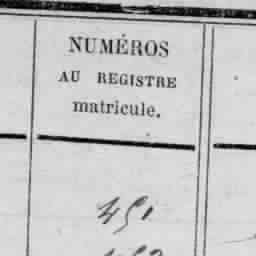 NUMÉROS
AU REGISTRE
matricule.
451